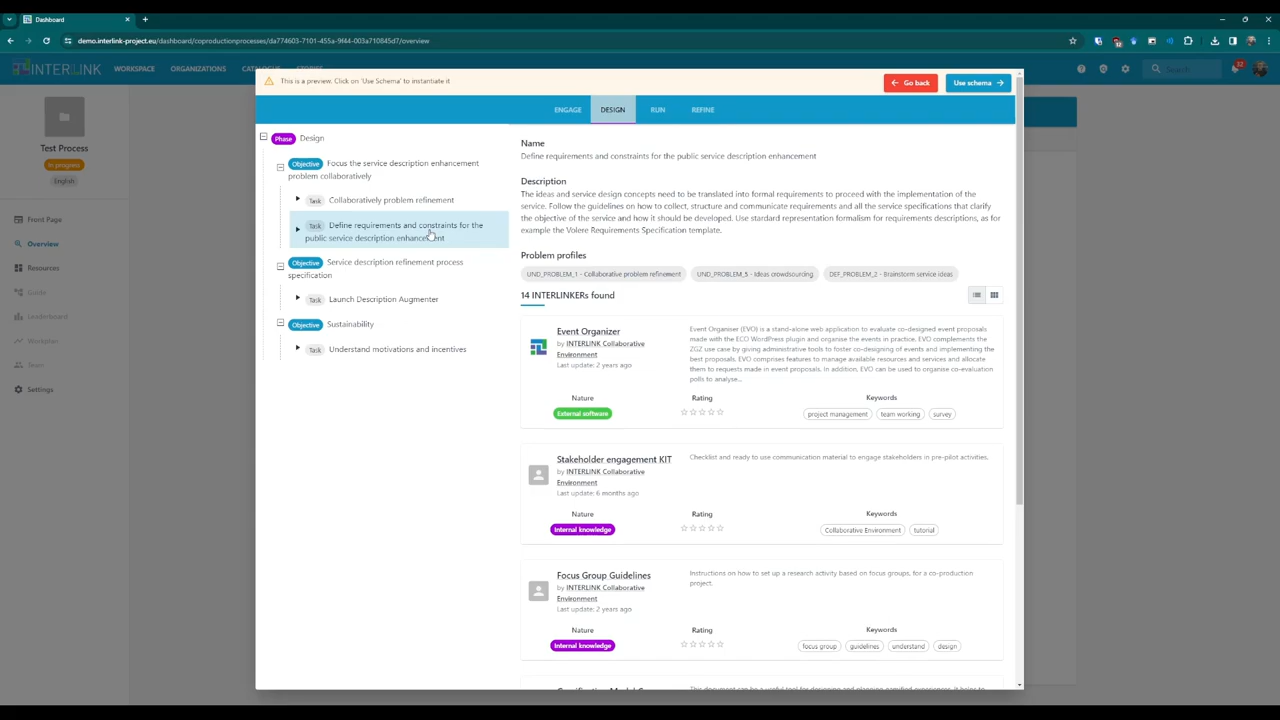 Dashboard
demo.interlink-project.eu/dashboard/coproductionprocesses/da774603-7101-455a-9f44-003a710845d7/overview
INTERLINK
WORKSPACE
ORGANIZATIONS
Search
This is a preview. Click on 'Use Schema' to instantiate it
Go back
Use schema
ENGAGE
DESIGN
RUN
REFINE
Test Process
In progress
English
Front Page
Overview
Resources
Guide
Leaderboard
Workplan
Team
Settings
Phase Design
Objective Focus the service description enhancement
problem collaboratively
Task Collaboratively problem refinement
Task Define requirements and constraints for the
public service description enhancement
Objective Service description refinement process
specification
Task Launch Description Augmenter
Objective Sustainability
Task Understand motivations and incentives
Name
Define requirements and constraints for the public service description enhancement
Description
The ideas and service design concepts need to be translated into formal requirements to proceed with the implementation of the
service. Follow the guidelines on how to collect, structure and communicate requirements and all the service specifications that clarify
the objective of the service and how it should be developed. Use stardard representation formalism for requirements descriptions, as for
example the Volere Requirements Specification template.
Problem profiles
UND_PROBLEM_1 - Collaborative problem refinement
UND_PROBLEM_5 - Ideas crowdsourcing
DEF_PROBLEM_2 - Brainstorm service ideas
14 INTERLINKERs found
Event Organizer
by INTERLINK Collaborative
Environment
Last update: 2 years ago
Event Organiser (EVO) is a stand-alone web application to evaluate co-designed event proposals
made with the ECO WordPress plugin and organise the events in practice. EVO complements the
2G2 use case by giving administrative tools to foster co-designing of events and implementing the
best proposals. EVO comprises features to manage available resources and services and allocate
them to requests made in event proposals. In addition, EVO can be used to organise co-evaluation
polls to analyse...
Nature
Rating
Keywords
External software
project management
team working
survey
Stakeholder engagement KIT
by INTERLINK Collaborative
Environment
Last update: 6 months ago
Checklist and ready to use communication material to engage stakeholders in pre-pilot activities.
Nature
Rating
Keywords
Internal knowledge
Collaborative Environment
tutorial
Focus Group Guidelines
by INTERLINK Collaborative
Environment
Last update: 2 years ago
Instructions on how to set up a research activity based on focus groups, for a co-production
project.
Nature
Rating
Keywords
Internal knowledge
focus group
guidelines
understand
design